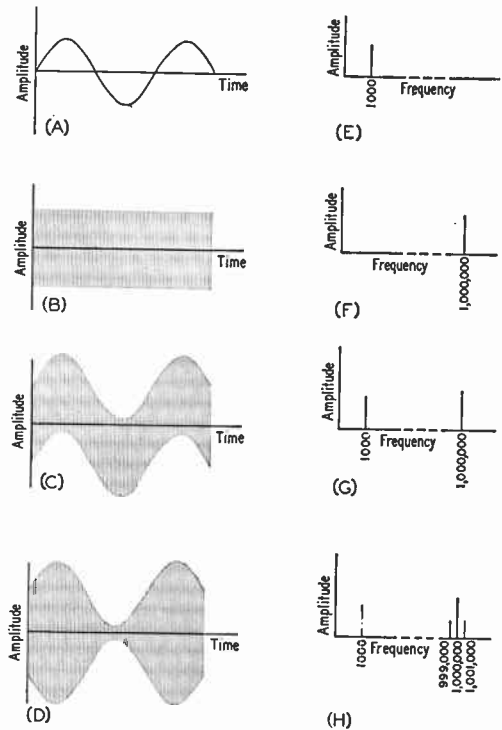 Amplitude
Time
(A)
Amplitude
1000
Frequency
(E)
Amplitude
Time
(B)
Amplitude
Frequency
1,000,000
(F)
Amplitude
Time
(C)
Amplitude
1000
Frequency
1,000,000
(G)
Amplitude
Time
(D)
Amplitude
1000
Frequency
999,000
1,000,000
1,001,000
(H)